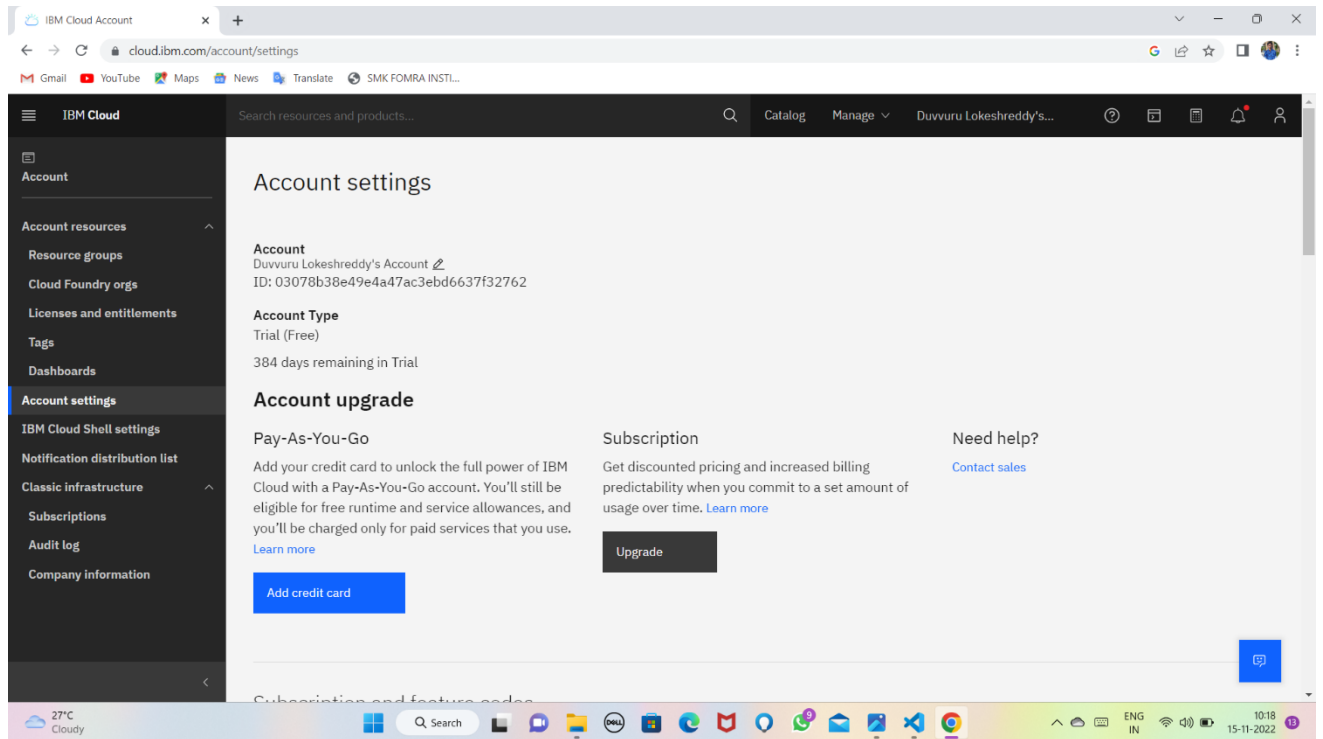 IBM Cloud Account
cloud.ibm.com/account/settings
G
Gmail YouTube Maps News Translate SMK FOMRA INSTI...
IBM Cloud Search resources and products... Catalog Manage Duvvuru Lokeshreddy's...
Account
Account resources
Resource groups
Cloud Foundry orgs
Licenses and entitlements
Tags
Dashboards
Account settings
IBM Cloud Shell settings
Notification distribution list
Classic infrastructure
Subscriptions
Audit log
Company information
Account settings
Account
Duvvuru Lokeshreddy's Account
ID: 03078b38e49e4a47ac3ebd6637f32762
Account Type
Trial (Free)
384 days remaining in Trial
Account upgrade
Pay-As-You-Go
Add your credit card to unlock the full power of IBM
Cloud with a Pay-As-You-Go account. You'll still be
eligible for free runtime and service allowances, and
you'll be charged only for paid services that you use.
Learn more
Add credit card
Subscription
Get discounted pricing and increased billing
predictability when you commit to a set amount of
usage over time. Learn more
Upgrade
Need help?
Contact sales
Subscription and feature codes
27°C
Cloudy
Search
DELL
9
ENG
IN
10:18
15-11-2022
13